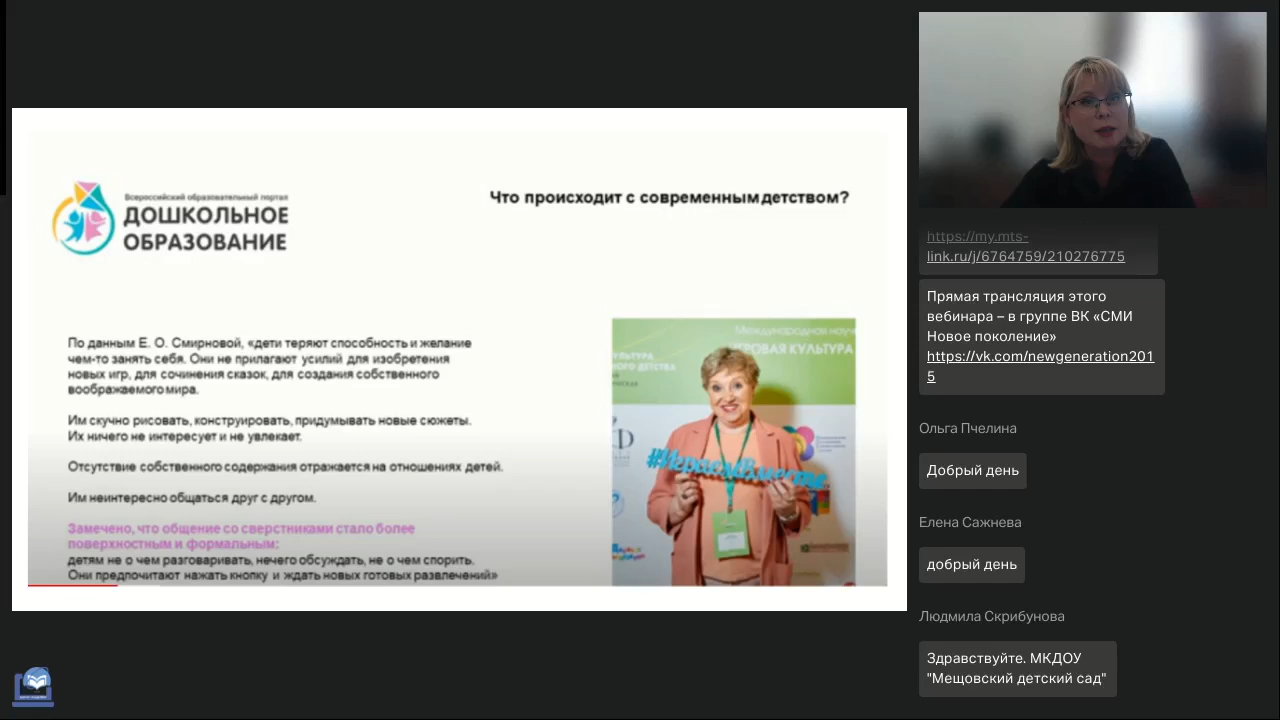 Всероссийский образовательный портал
ДОШКОЛЬНОЕ
ОБРАЗОВАНИЕ
Что происходит с современным детством?
По данным Е. О. Смирновой, «дети теряют способность и желание
чем-то занять себя. Они не прилагают усилий для изобретения
новых игр, для сочинения сказок, для создания собственного
воображаемого мира.
Им скучно рисовать, конструировать, придумывать новые сюжеты.
Их ничего не интересует и не увлекает.
Отсутствие собственного содержания отражается на отношениях детей.
Им неинтересно общаться друг с другом.
Замечено, что общение со сверстниками стало более
поверхностным и формальным:
детям не о чем разговаривать, нечего обсуждать, не о чем спорить.
Они предпочитают нажать кнопку и ждать новых готовых развлечений»
Международная научн
ИГРОВАЯ КУЛЬТУРА
УЛЬТУРА
НОГО ДЕТСТВА
#ИграемВместе
https://my.mts-
link.ru/j/6764759/210276775
Прямая трансляция этого
вебинара – в группе ВК «СМИ
Новое поколение»
https://vk.com/newgeneration201
5
Ольга Пчелина
Добрый день
Елена Сажнева
добрый день
Людмила Скрибунова
Здравствуйте. МКДОУ
"Мещовский детский сад"